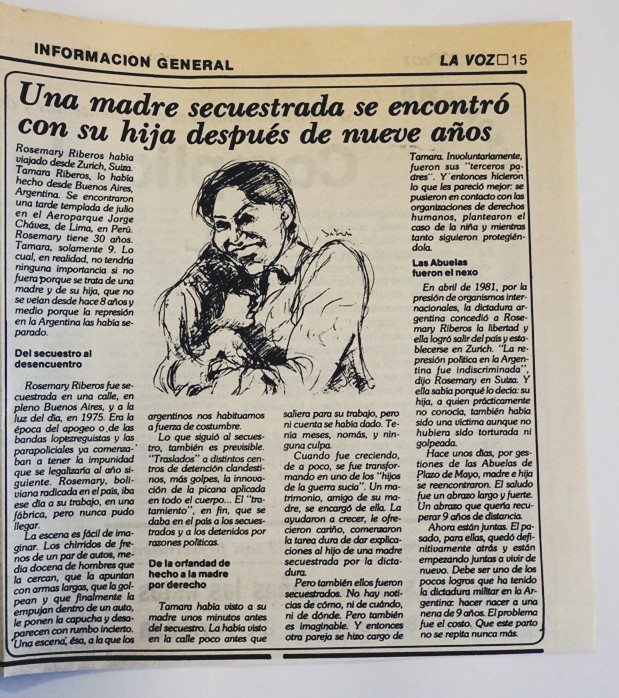 INFORMACION GENERAL
LA VOZ□15
Una madre secuestrada se encontró
con su hija después de nueve años
Rosemary Riberos había
viajado desde Zurich, Suiza.
Tamara Riberos, lo había
hecho desde Buenos Aires,
Argentina. Se encontraron
una tarde templada de julio
en el Aeroparque Jorge
Chávez, de Lima, en Perú.
Rosemary tiene 30 años.
Tamara, solamente 9. Lo
cual, en realidad, no tendría
ninguna importancia si no
fuera porque se trata de una
madre y de su hija, que no
se veían desde hace 8 años y
medio porque la represión
en la Argentina las había se-
parado.
Del secuestro al
desencuentro
Rosemary Riberos fue se-
cuestrada en una calle, en
pleno Buenos Aires, y a la
luz del día, en 1975. Era la
época del apogeo o de las
bandas lopezreguistas y las
parapoliciales ya comenza-
ban a tener la impunidad
que se legalizaría al año si-
guiente. Rosemary, boli-
viana radicada en el país, iba
ese día a su trabajo, en una
fábrica, pero nunca pudo
llegar.
La escena es fácil de ima-
ginar. Los chirridos de fre-
nos de un par de autos, me-
dia docena de hombres que
la cercan, que la apuntan
con armas largas, que la gol-
pean y que finalmente la
empujan dentro de un auto,
le ponen la capucha y desa-
parecen con rumbo incierto.
Una escena, ésa, a la que los
argentinos nos habituamos
a fuerza de costumbre.
Lo que siguió al secues-
tro, también es previsible.
"Traslados" a distintos cen-
tros de detención clandesti-
nos, más golpes, la innova-
ción de la picana aplicada
en todo el cuerpo... El "tra-
tamiento", en fin, que se
daba en el país a los secues-
trados y a los detenidos por
razones políticas.
De la orfandad de
hecho a la madre
por derecho
Tamara había visto a su
madre unos minutos antes
del secuestro. La había visto
en la calle poco antes que
saliera para su trabajo, pero
ni cuenta se había dado. Te-
nía meses, nomás, y nin-
guna culpa.
Cuando fue creciendo,
de a poco, se fue transfor-
mando en uno de los "hijos
de la guerra sucia". Un ma-
trimonio, amigo de su ma-
dre, se encargó de ella. La
ayudaron a crecer, le ofre-
cieron cariño, comenzaron
la tarea dura de dar explica-
ciones al hijo de una madre
secuestrada por la dicta-
dura.
Pero también ellos fueron
secuestrados. No hay noti-
cias de cómo, ni de cuándo,
ni de dónde. Pero también
es imaginable. Y entonces
otra pareja se hizo cargo de
Tamara. Involuntariamente,
fueron sus "terceros pa-
dres". Y entonces hicieron
lo que les pareció mejor: se
pusieron en contacto con las
organizaciones de derechos
humanos, plantearon el
caso de la niña y mientras
tanto siguieron protegién-
dola.
Las Abuelas
fueron el nexo
En abril de 1981, por la
presión de organismos inter-
nacionales, la dictadura ar-
gentina concedió a Rose-
mary Riberos la libertad y
ella logró salir del país y esta-
blecerse en Zurich. "La re-
presión política en la Argen-
tina fue indiscriminada",
dijo Rosemary en Suiza. Y
ella sabía porqué lo decía: su
hija, a quien prácticamente
no conocía, también había
sido una víctima aunque no
hubiera sido torturada ni
golpeada.
Hace unos días, por ges-
tiones de las Abuelas de
Plaza de Mayo, madre e hija
se reencontraron. El saludo
fue un abrazo largo y fuerte.
Un abrazo que quería recu-
perar 9 años de distancia.
Ahora están juntas. El pa-
sado, para ellas, quedó defi-
nitivamente atrás y están
empezando juntas a vivir de
nuevo. Debe ser uno de los
pocos logros que ha tenido
la dictadura militar en la Ar-
gentina: hacer nacer a una
nena de 9 años. El problema
fue el costo. Que este parto
no se repita nunca más.